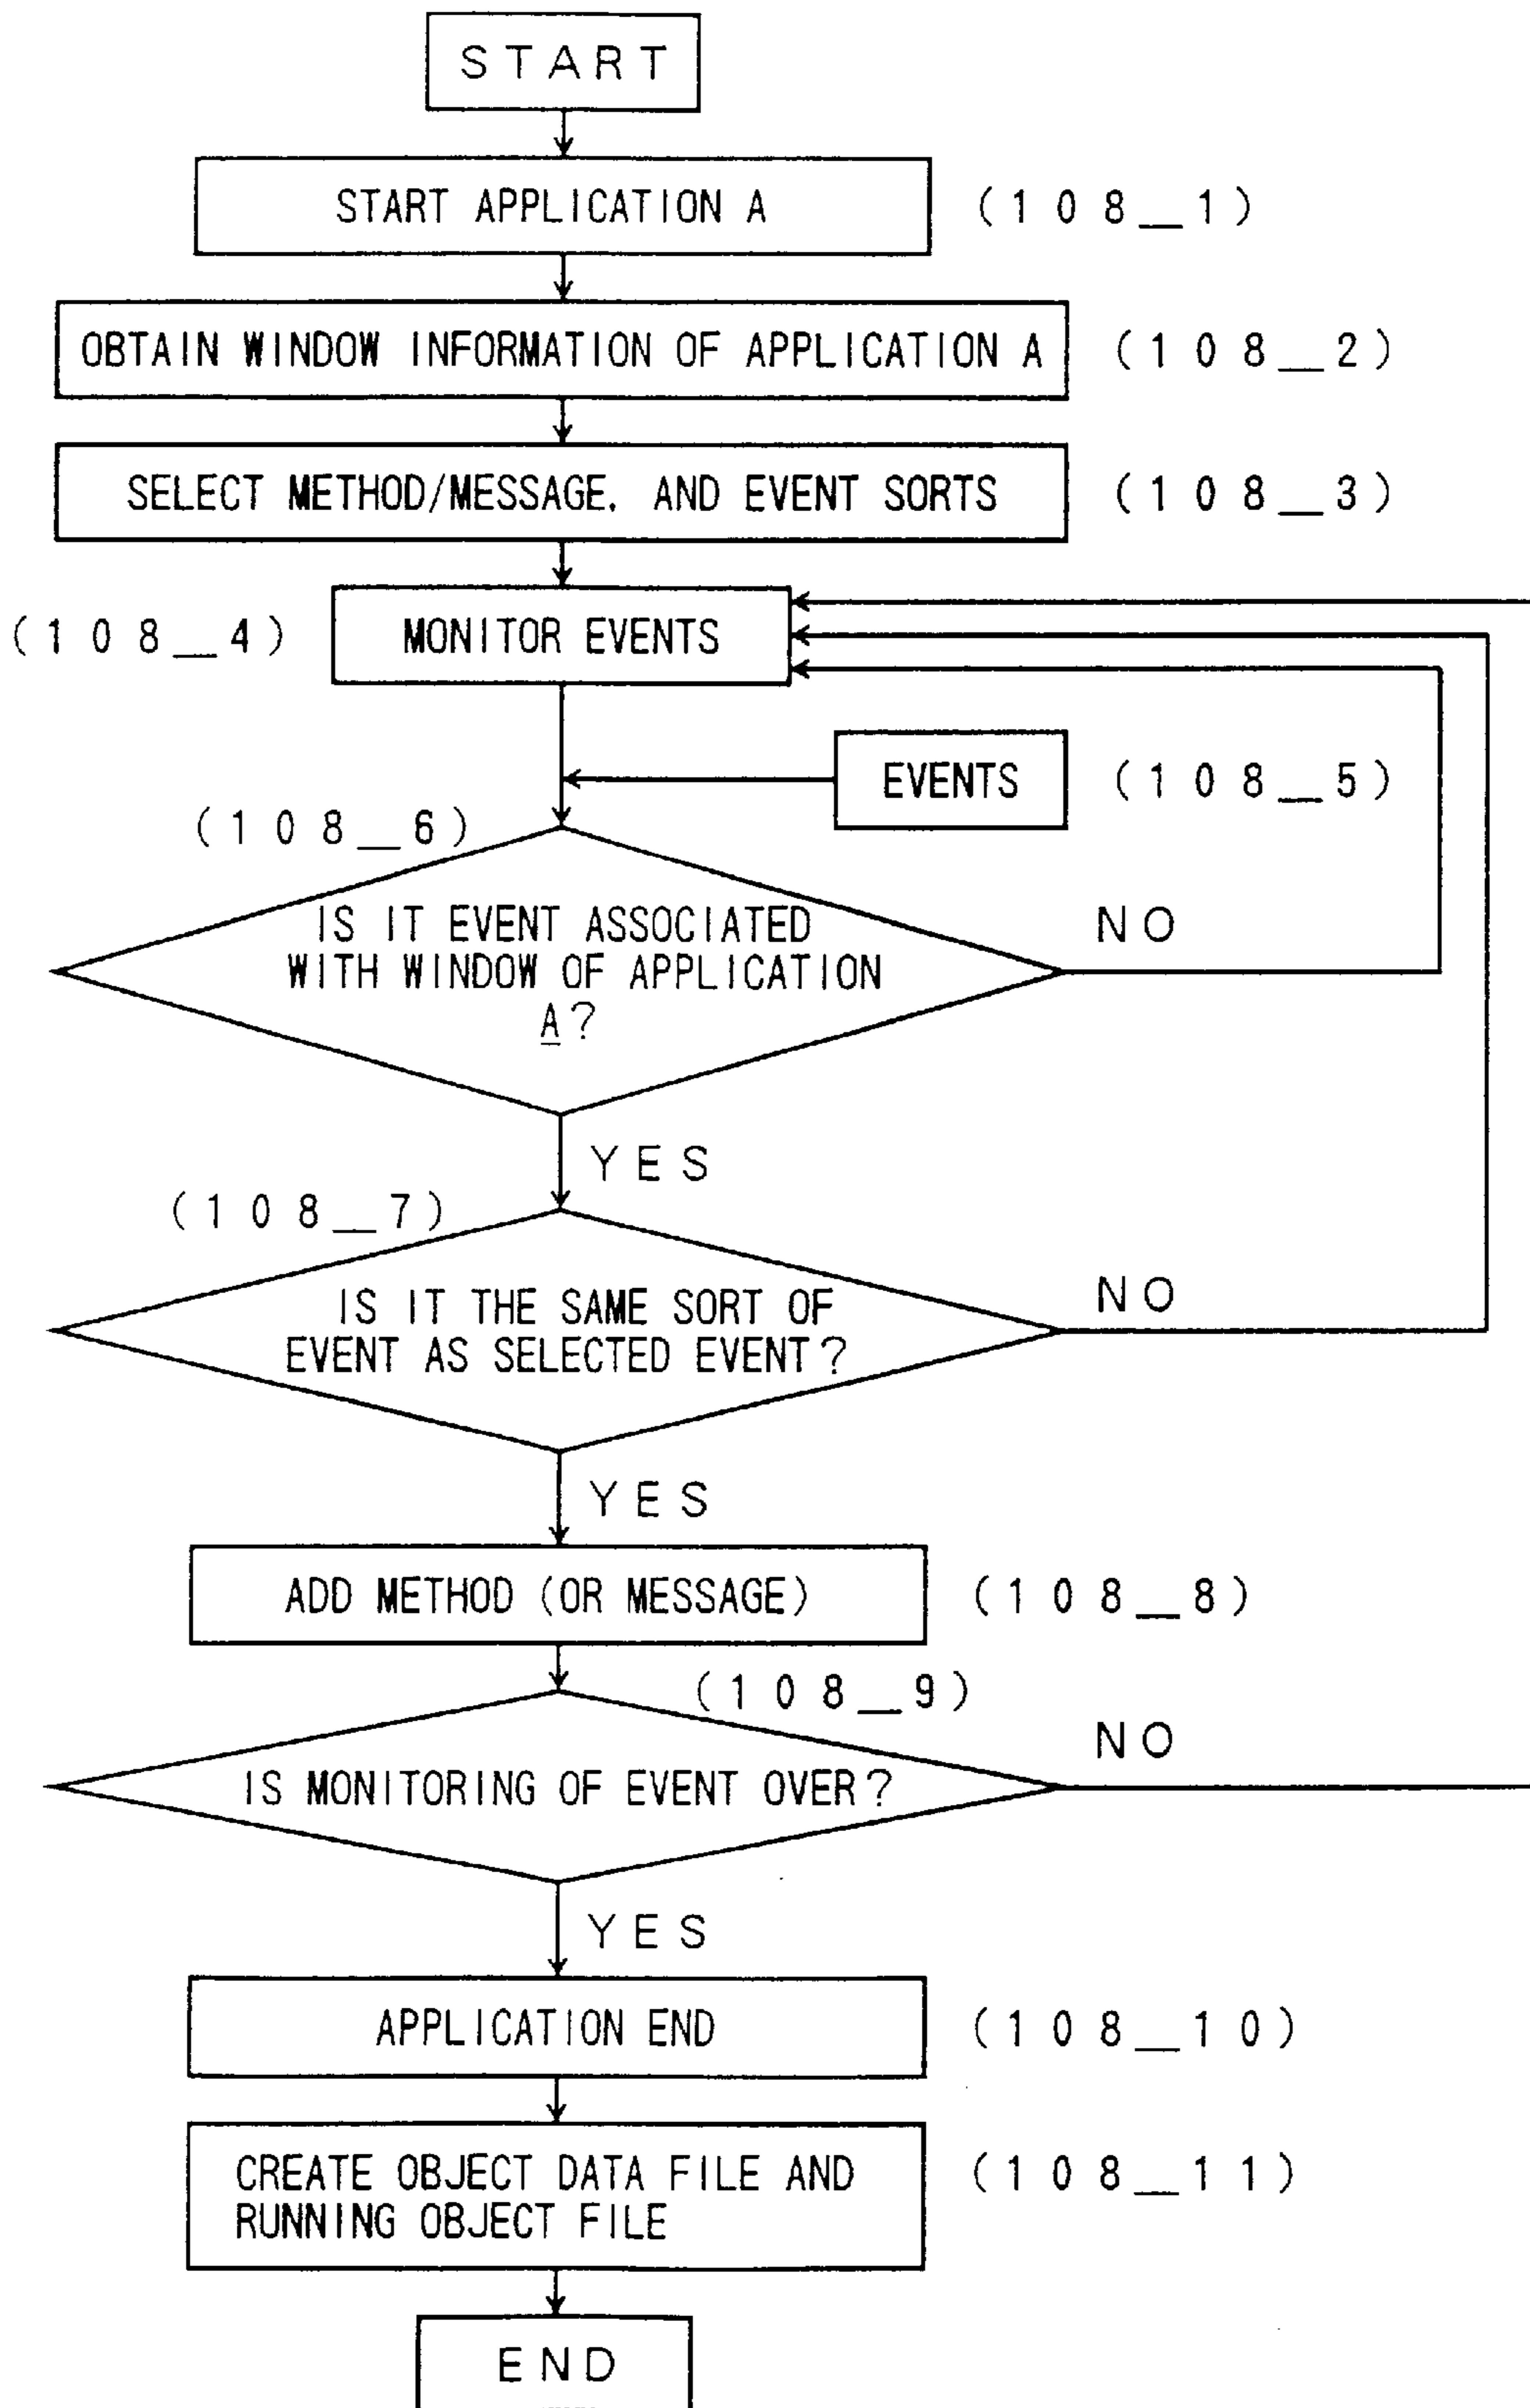 START
START APPLICATION A
(108_1)
OBTAIN WINDOW INFORMATION OF APPLICATION A
(108_2)
SELECT METHOD/MESSAGE, AND EVENT SORTS
(108_3)
(108_4)
MONITOR EVENTS
EVENTS
(108_5)
(108_6)
IS IT EVENT ASSOCIATED
WITH WINDOW OF APPLICATION
A?
NO
YES
(108_7)
IS IT THE SAME SORT OF
EVENT AS SELECTED EVENT?
NO
YES
ADD METHOD (OR MESSAGE)
(108_8)
(108_9)
IS MONITORING OF EVENT OVER?
NO
YES
APPLICATION END
(108_10)
CREATE OBJECT DATA FILE AND
RUNNING OBJECT FILE
(108_11)
END